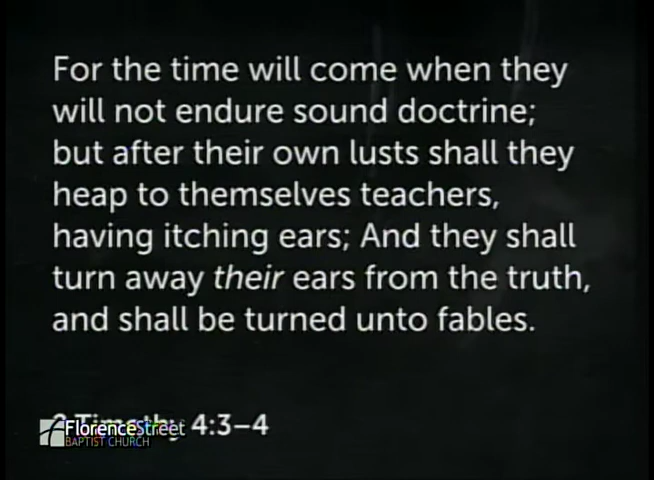 For the time will come when they
will not endure sound doctrine;
but after their own lusts shall they
heap to themselves teachers,
having itching ears; And they shall
turn away their ears from the truth,
and shall be turned unto fables.
2 Timothy 4:3–4
FlorenceStreet
BAPTIST CHURCH